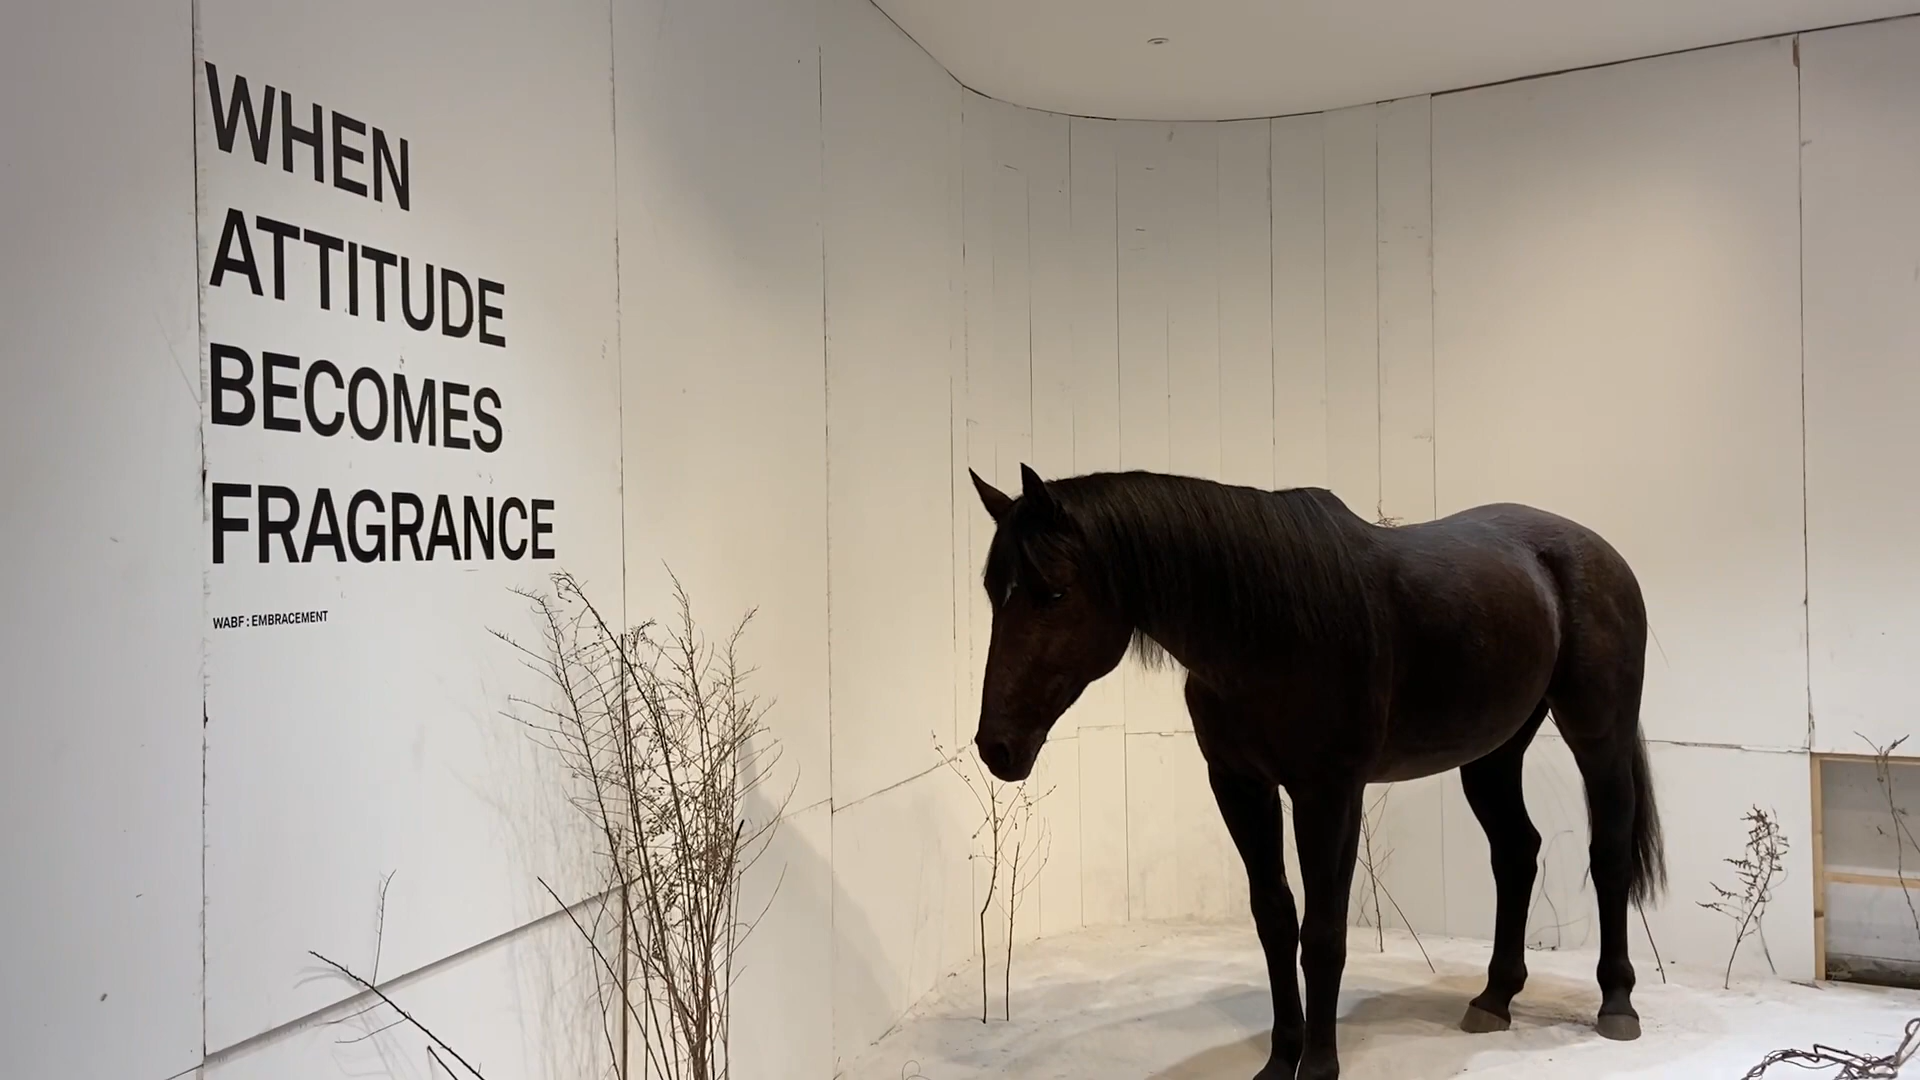 WHEN
ATTITUDE
BECOMES
FRAGRANCE
WABF : EMBRACEMENT